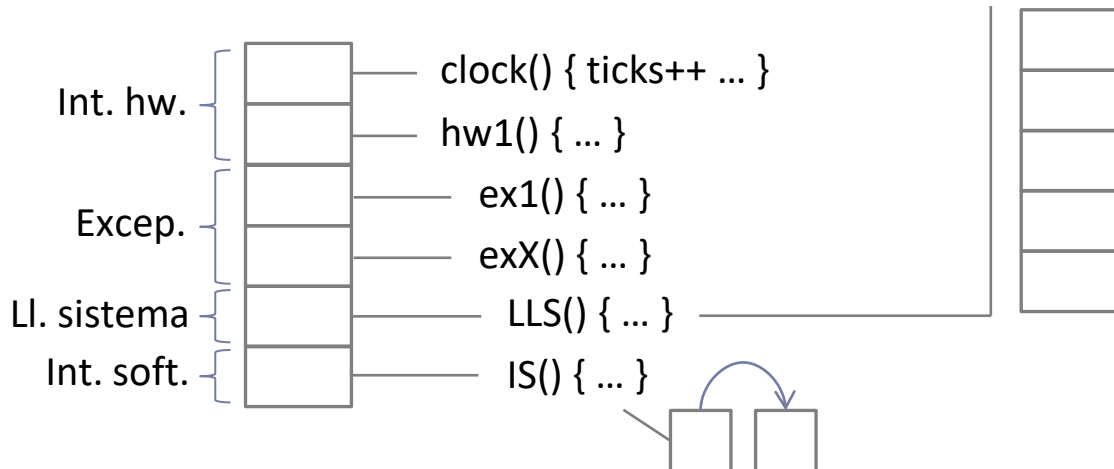 Int. hw.
clock() { ticks++ … }
hw1() { … }
Excep.
ex1() { … }
exX() { … }
Ll. sistema
LLS() { … }
Int. soft.
IS() { … }